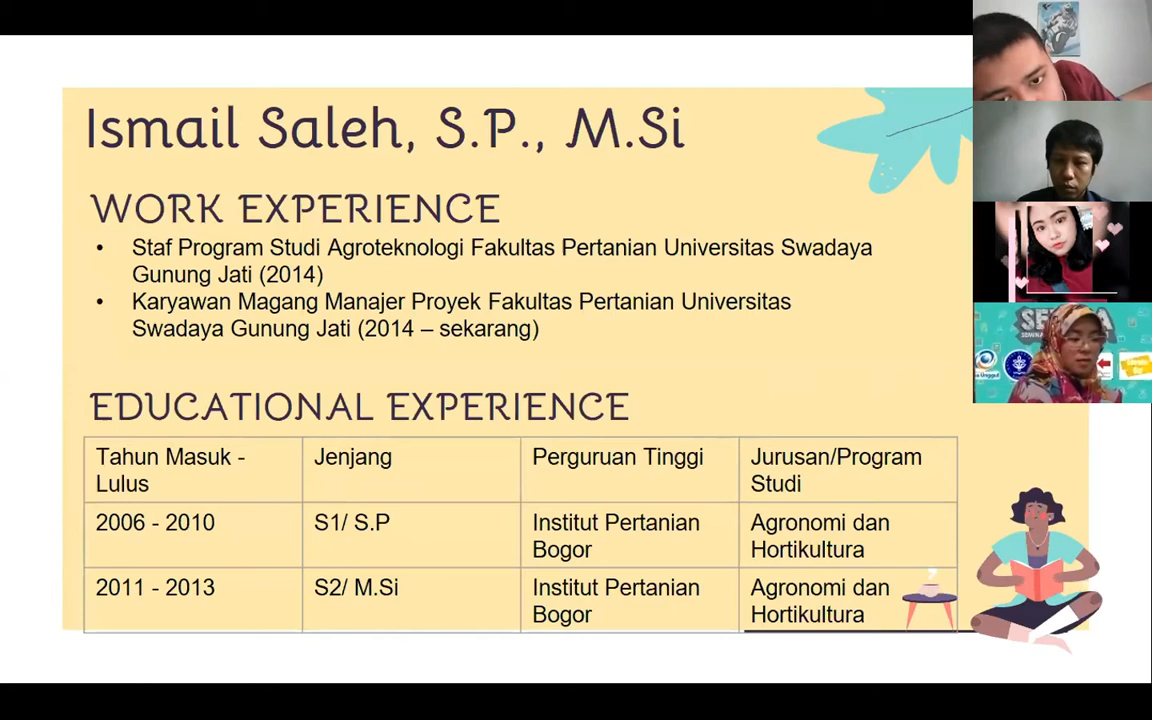 Ismail Saleh, S.P., M.Si
WORK EXPERIENCE
• Staf Program Studi Agroteknologi Fakultas Pertanian Universitas Swadaya
Gunung Jati (2014)
• Karyawan Magang Manajer Proyek Fakultas Pertanian Universitas
Swadaya Gunung Jati (2014 – sekarang)
EDUCATIONAL EXPERIENCE
Tahun Masuk -
Lulus
Jenjang
Perguruan Tinggi
Jurusan/Program
Studi
2006 - 2010
S1/ S.P
Institut Pertanian
Bogor
Agronomi dan
Hortikultura
2011 - 2013
S2/ M.Si
Institut Pertanian
Bogor
Agronomi dan
Hortikultura